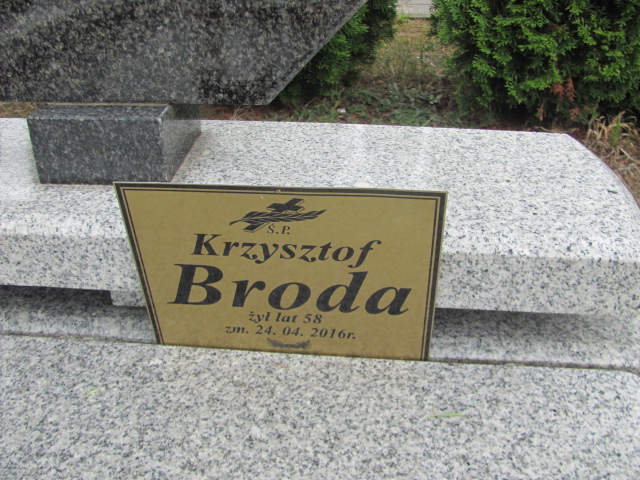 Ś.P.
Krzysztof
Broda
żył lat 58
zm. 24. 04. 2016r.